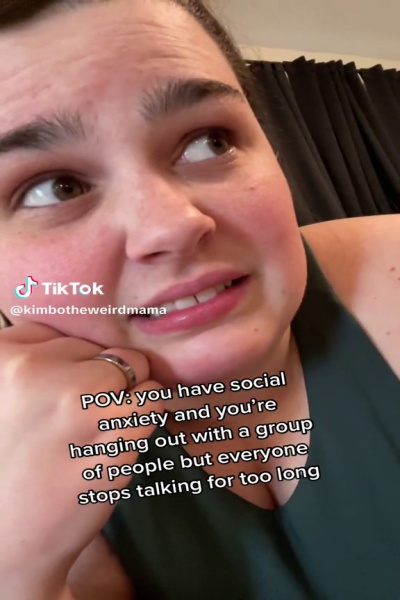 TikTok
@kimbotheweirdmama
POV: you have social
anxiety and you're
hanging out with a group
of people but everyone
stops talking for too long